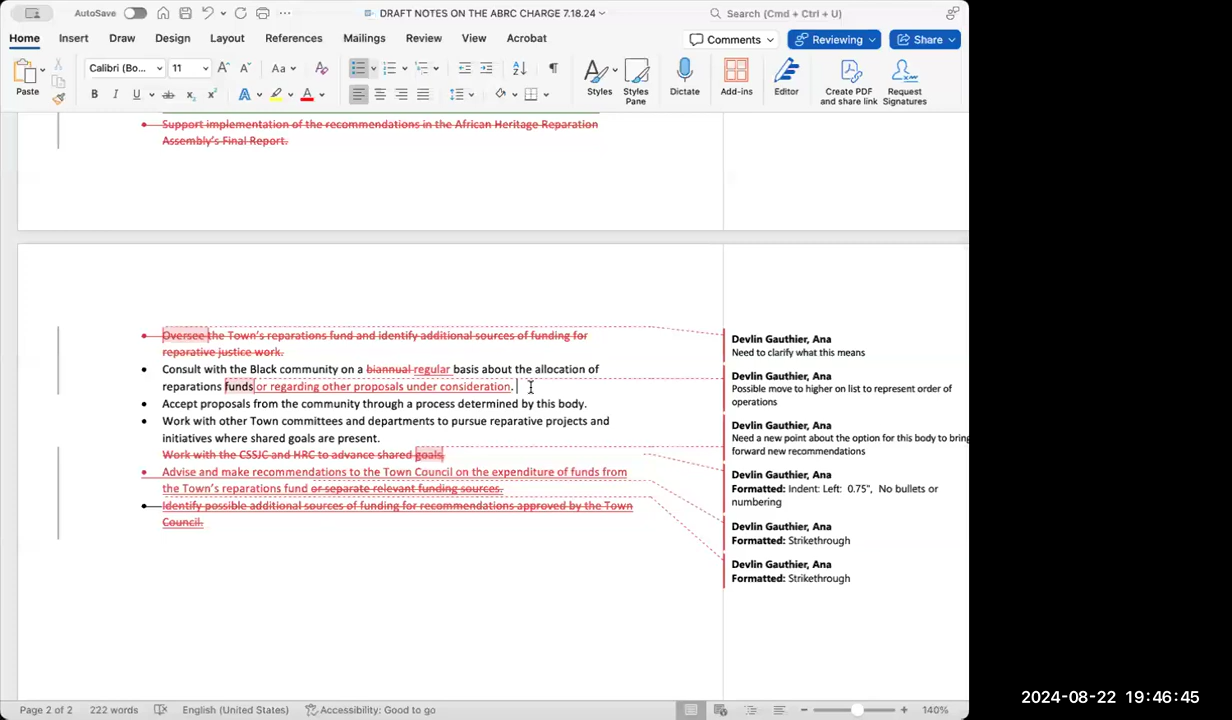 AutoSave
DRAFT NOTES ON THE ABRC CHARGE 7.18.24
Search (Cmd + Ctrl + U)
Home Insert Draw Design Layout References Mailings Review View Acrobat Comments Reviewing Share
Paste
Calibri (Bo... 11
Aa
B I U ab x₂ x²
Styles
Styles
Pane
Dictate
Add-ins
Editor
Create PDF
and share link
Request
Signatures
Support implementation of the recommendations in the African Heritage Reparation
Assembly's Final Report.
Oversee the Town's reparations fund and identify additional sources of funding for
reparative justice work.
Consult with the Black community on a biannual regular basis about the allocation of
reparations funds or regarding other proposals under consideration.
Accept proposals from the community through a process determined by this body.
Work with other Town committees and departments to pursue reparative projects and
initiatives where shared goals are present.
Work with the CSSJC and HRC to advance shared goals.
Advise and make recommendations to the Town Council on the expenditure of funds from
the Town's reparations fund or separate relevant funding sources.
Identify possible additional sources of funding for recommendations approved by the Town
Council.
Devlin Gauthier, Ana
Need to clarify what this means
Devlin Gauthier, Ana
Possible move to higher on list to represent order of
operations
Devlin Gauthier, Ana
Need a new point about the option for this body to bring
forward new recommendations
Devlin Gauthier, Ana
Formatted: Indent: Left: 0.75", No bullets or
numbering
Devlin Gauthier, Ana
Formatted: Strikethrough
Devlin Gauthier, Ana
Formatted: Strikethrough
Page 2 of 2 222 words English (United States) Accessibility: Good to go 140%
2024-08-22 19:46:45